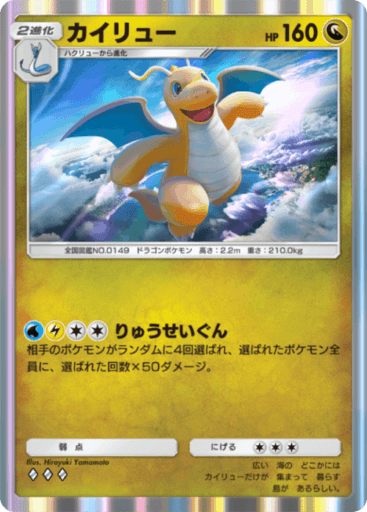 2進化
カイリュー
HP 160
ハクリューから進化
全国図鑑NO.0149 ドラゴンポケモン 高さ:2.2m 重さ:210.0kg
りゅうせいぐん
相手のポケモンがランダムに4回選ばれ、選ばれたポケモン全
員に、選ばれた回数×50ダメージ。
弱点
にげる
Illus. Hiroyuki Yamamoto
広い 海の どこかには
カイリューだけが 集まって 暮らす
島が あるらしい。